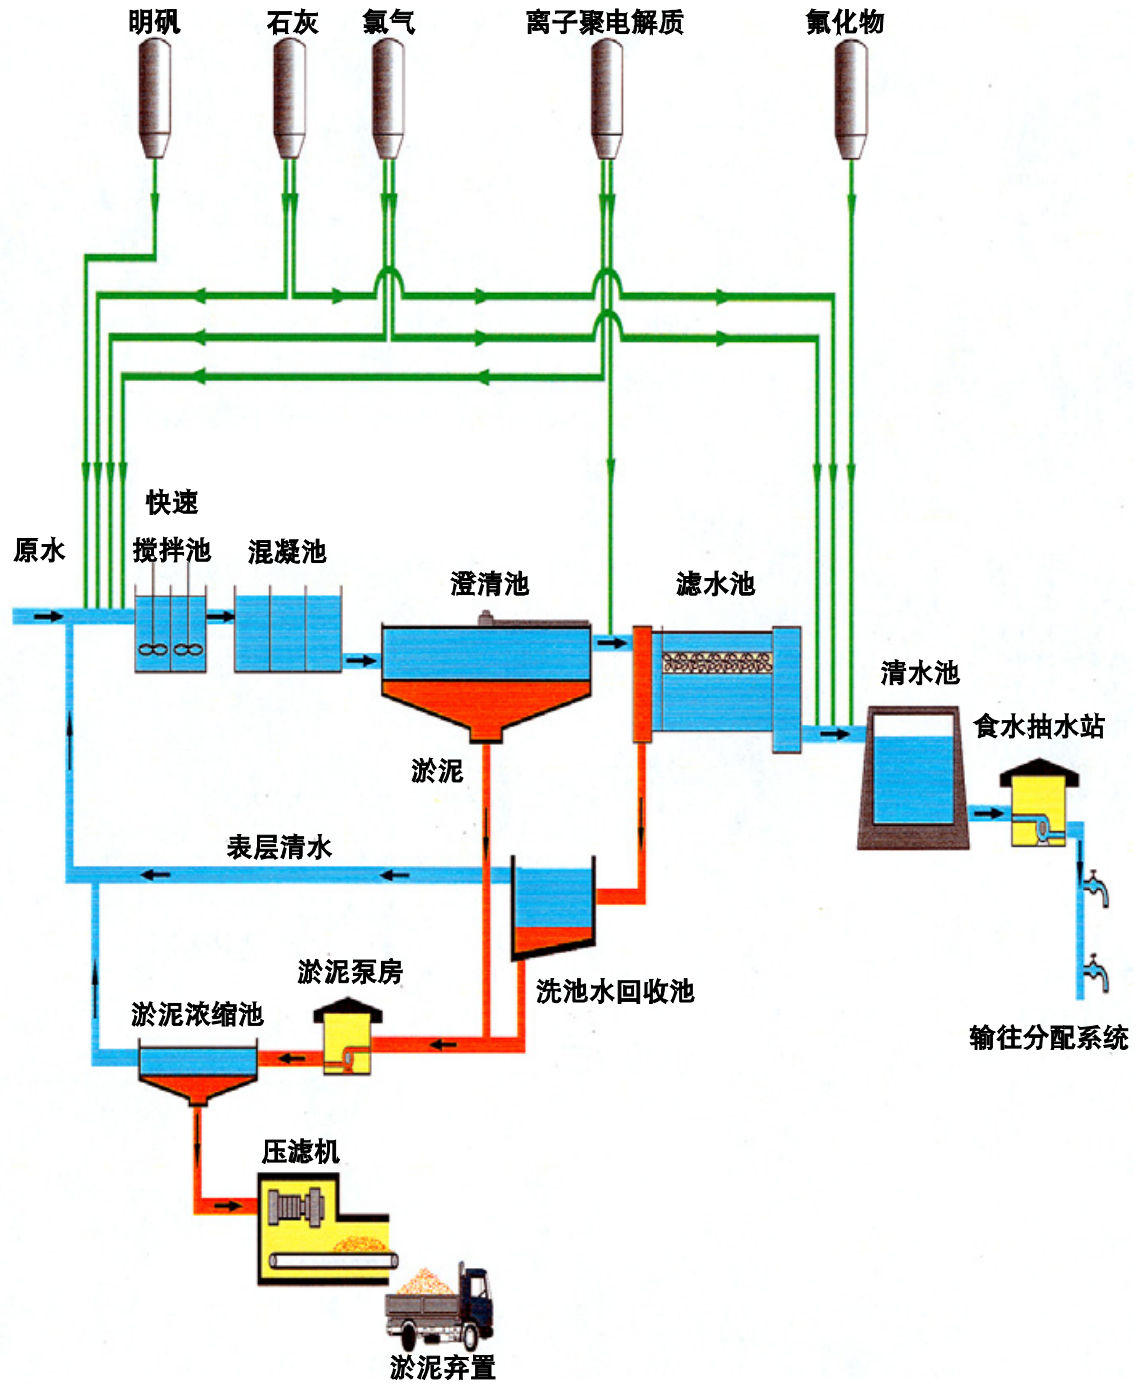 明矾
石灰
氯气
离子聚电解质
氟化物
快速
搅拌池
原水
混凝池
澄清池
滤水池
清水池
食水抽水站
淤泥
表层清水
洗池水回收池
淤泥泵房
淤泥浓缩池
输往分配系统
压滤机
淤泥弃置